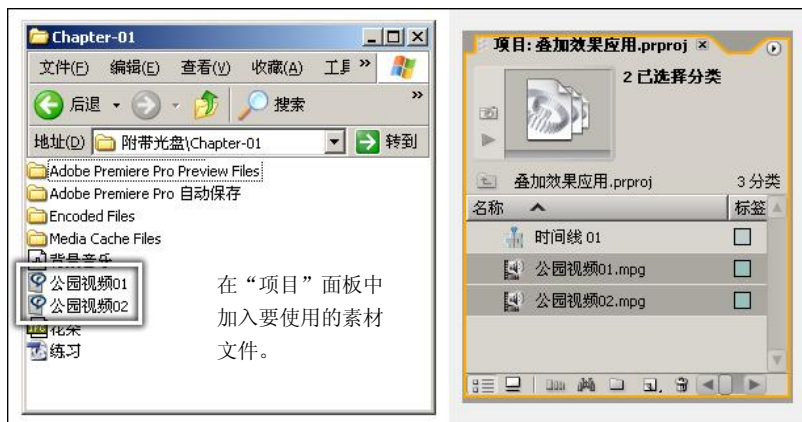 Chapter-01
文件(F) 编辑(E) 查看(V) 收藏(A) 工具 »
后退 搜索 »
地址(D) 附带光盘\Chapter-01 转到
Adobe Premiere Pro Preview Files
Adobe Premiere Pro 自动保存
Encoded Files
Media Cache Files
背景音乐
公园视频01
公园视频02
花朵
练习
在“项目”面板中
加入要使用的素材
文件。
项目: 叠加效果应用.prproj ×
2 已选择分类
叠加效果应用.prproj 3 分类
名称 标签
时间线 01
公园视频01.mpg
公园视频02.mpg